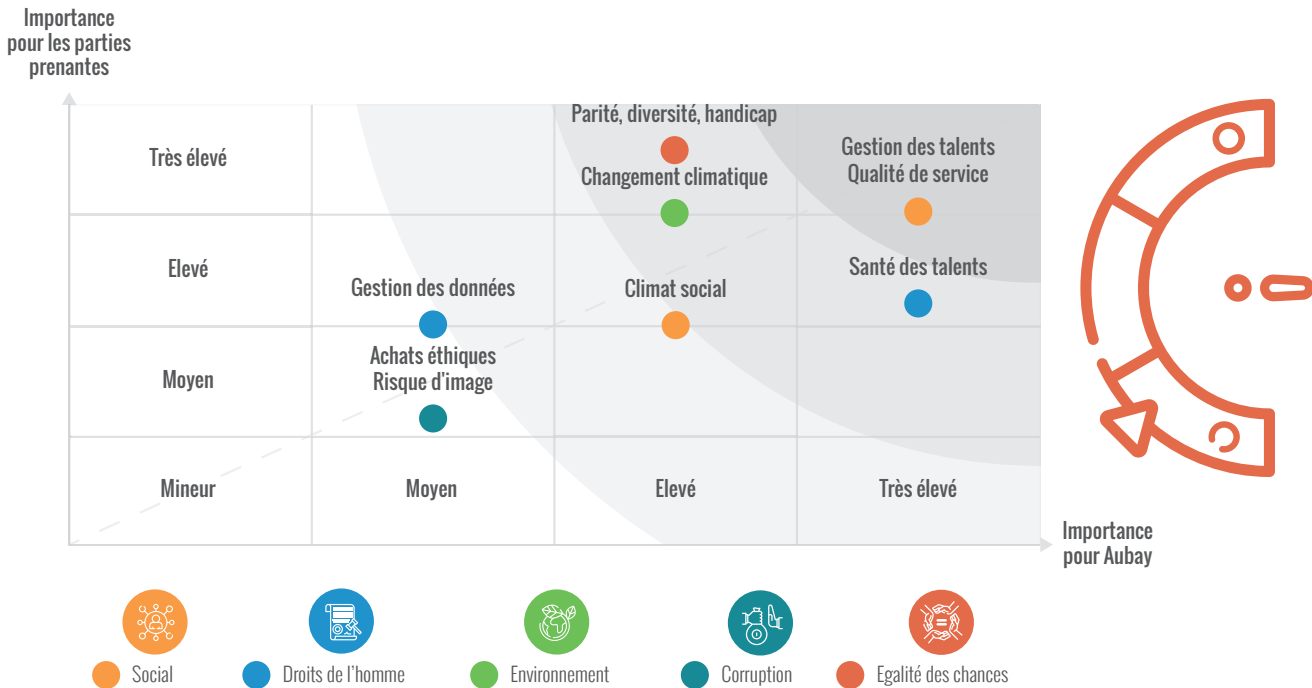 Importance
pour les parties
prenantes
Parité, diversité, handicap
Très élevé
Gestion des talents
Qualité de service
Changement climatique
Elevé
Santé des talents
Gestion des données
Climat social
Achats éthiques
Risque d'image
Moyen
Mineur
Moyen
Elevé
Très élevé
Importance
pour Aubay
Social
Droits de l’homme
Environnement
Corruption
Egalité des chances